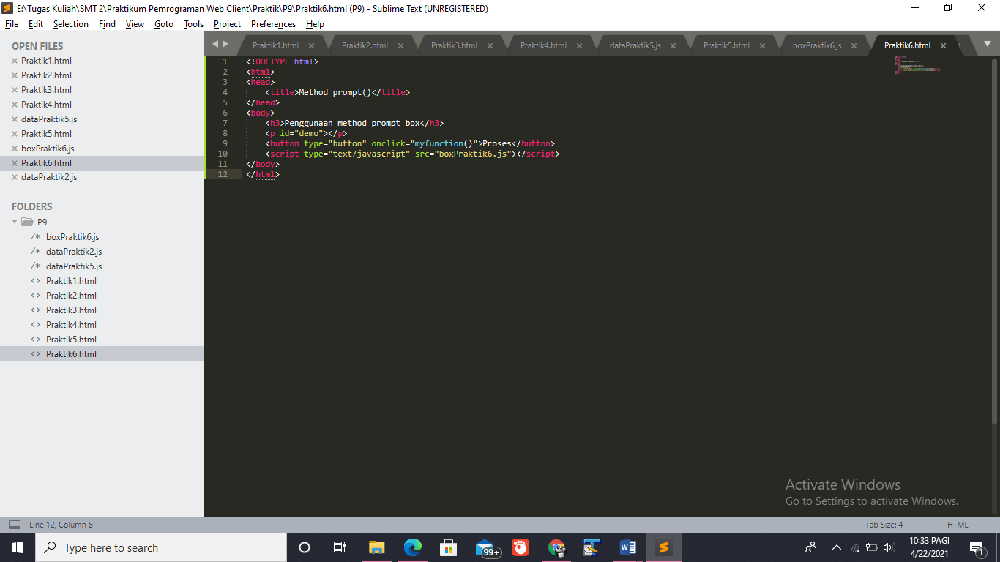 E:\Tugas Kuliah\SMT 2\Praktikum Pemrograman Web Client\Praktik\P9\Praktik6.html (P9) - Sublime Text (UNREGISTERED)
File Edit Selection Find View Goto Tools Project Preferences Help
OPEN FILES
Praktik1.html
Praktik2.html
Praktik3.html
Praktik4.html
dataPraktik5.js
Praktik5.html
boxPraktik6.js
Praktik6.html
dataPraktik2.js
FOLDERS
P9
/* boxPraktik6.js
/* dataPraktik2.js
/* dataPraktik5.js
<> Praktik1.html
<> Praktik2.html
<> Praktik3.html
<> Praktik4.html
<> Praktik5.html
<> Praktik6.html
Praktik1.html Praktik2.html Praktik3.html Praktik4.html dataPraktik5.js Praktik5.html boxPraktik6.js Praktik6.html
1 <!DOCTYPE html>
2 <html>
3 <head>
4 <title>Method prompt()</title>
5 </head>
6 <body>
7 <h3>Penggunaan method prompt box</h3>
8 <p id="demo"></p>
9 <button type="button" onclick="myfunction()">Proses</button>
10 <script type="text/javascript" src="boxPraktik6.js"></script>
11 </body>
12 </html>
Activate Windows
Go to Settings to activate Windows.
Line 12, Column 8 Tab Size: 4 HTML
Type here to search
99+
10:33 PAGI
4/22/2021
1